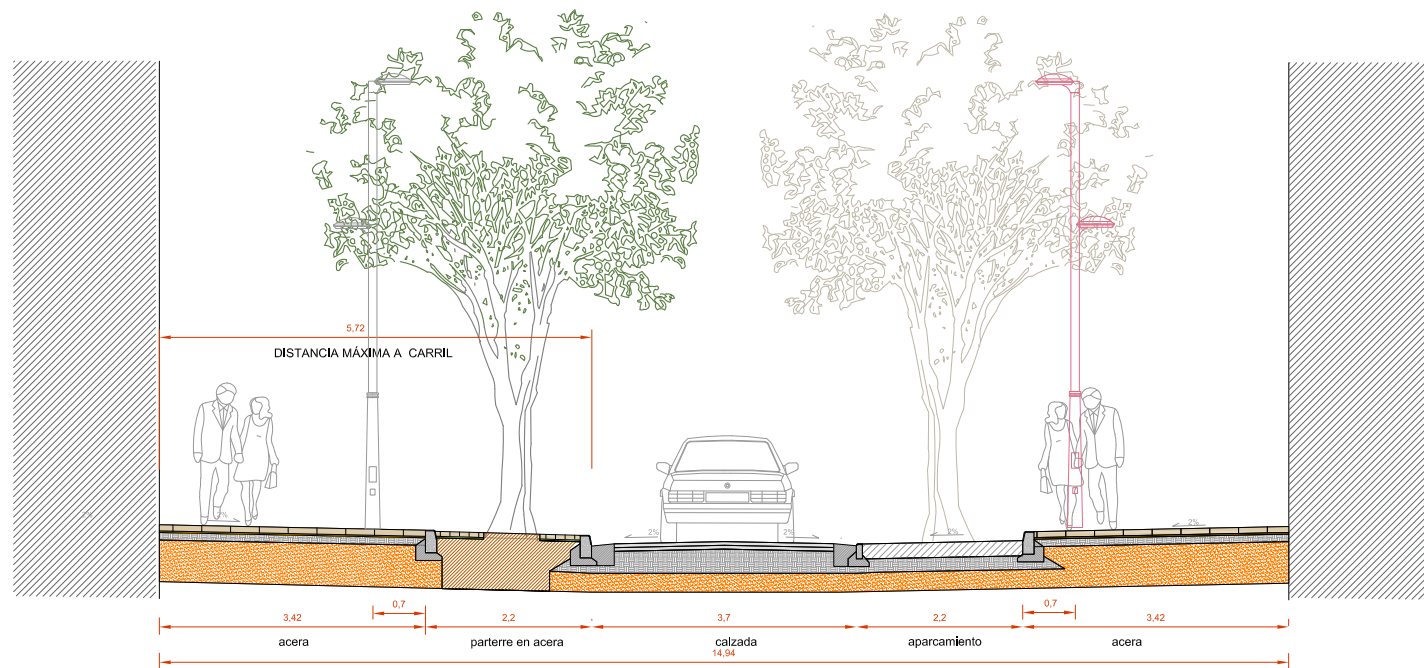 5,72
DISTANCIA MÁXIMA A CARRIL
2%
2%
2%
2%
2%
2%
0,7
0,7
3,42
2,2
3,7
2,2
3,42
acera
parterre en acera
calzada
aparcamiento
acera
14,94